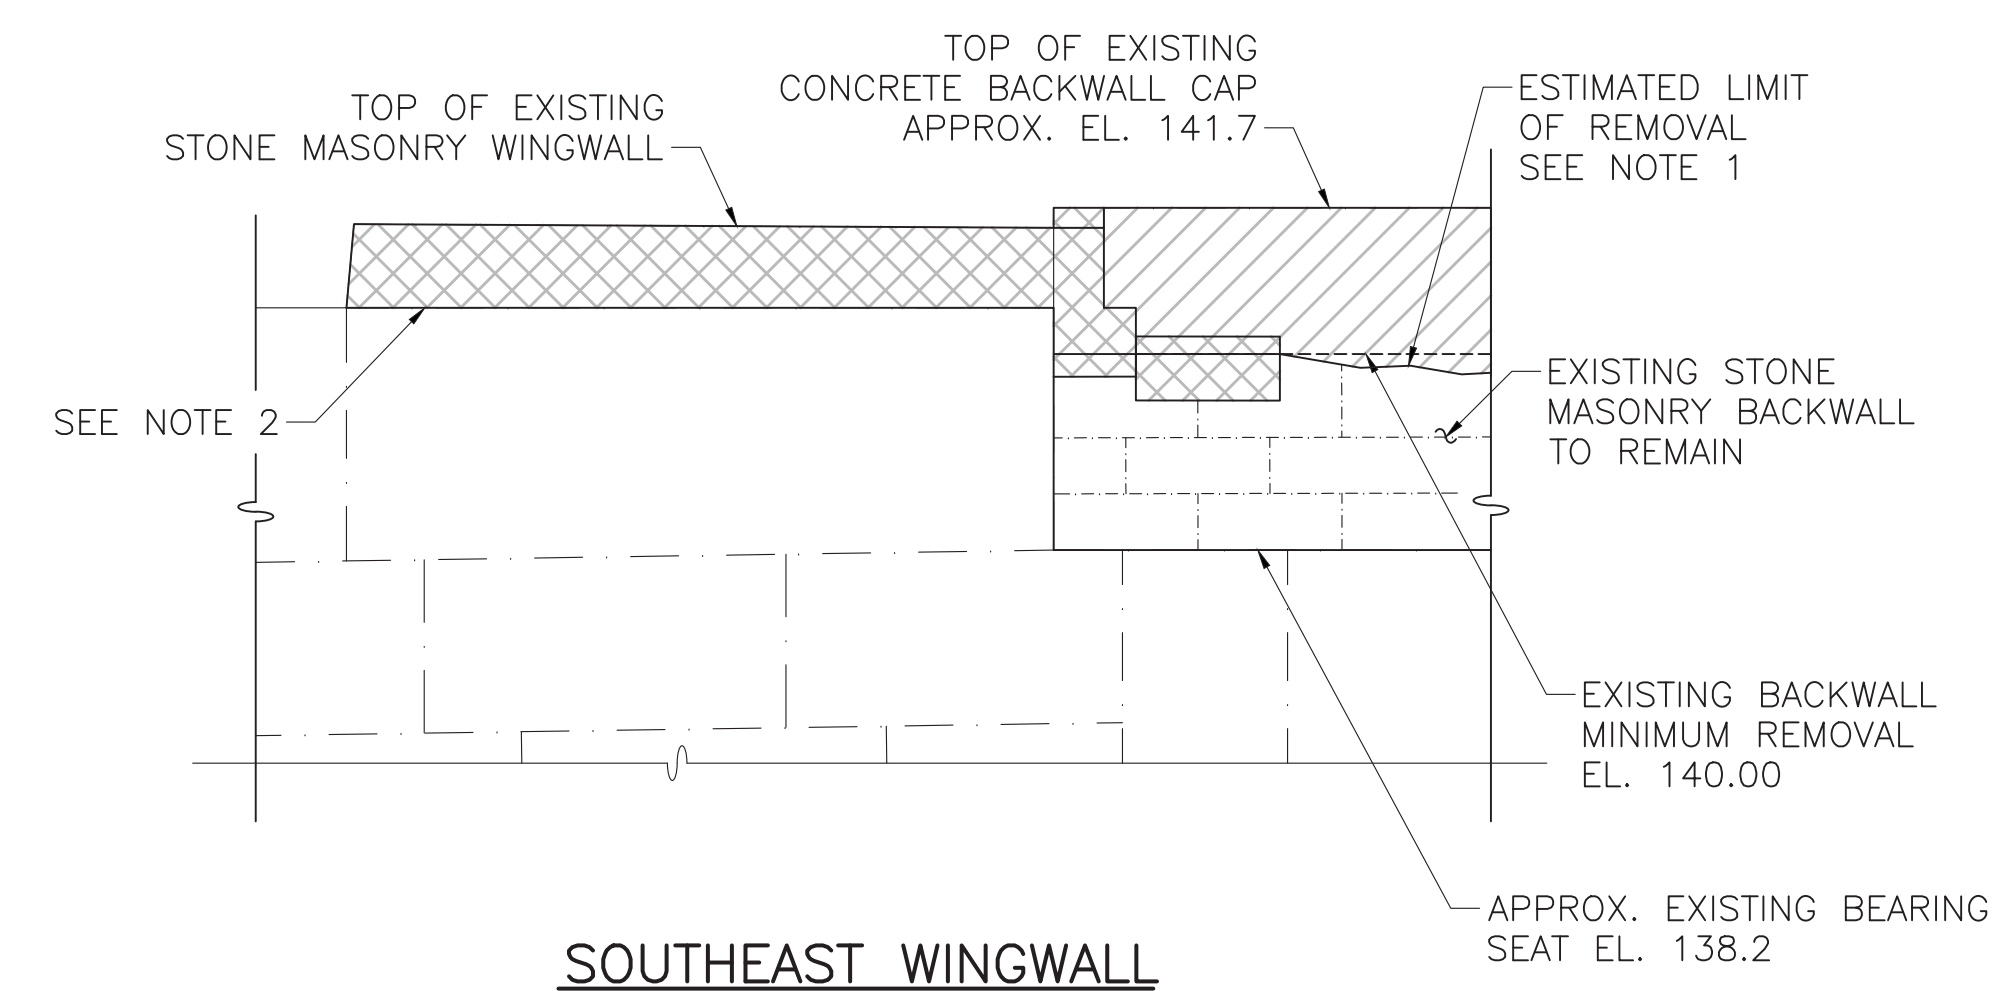 TOP OF EXISTING
CONCRETE BACKWALL CAP
APPROX. EL. 141.7
TOP OF EXISTING
STONE MASONRY WINGWALL
ESTIMATED LIMIT
OF REMOVAL
SEE NOTE 1
SEE NOTE 2
EXISTING STONE
MASONRY BACKWALL
TO REMAIN
EXISTING BACKWALL
MINIMUM REMOVAL
EL. 140.00
APPROX. EXISTING BEARING
SEAT EL. 138.2
SOUTHEAST WINGWALL